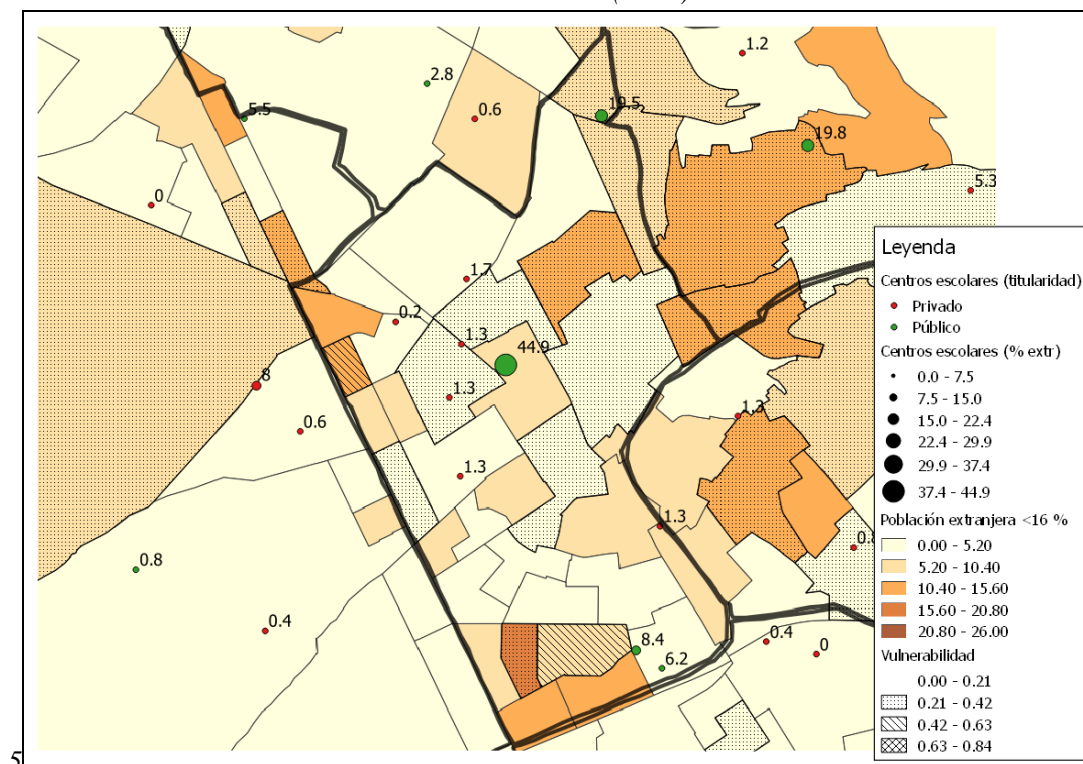 1.2
2.8
0.6
19.5
5.5
19.8
5.3
0
1.7
0.2
1.3
44.9
8
1.3
1.3
0.6
1.3
1.3
0.8
0.8
0.4
8.4
6.2
0.4
0
5
Leyenda
Centros escolares (titularidad)
Privado
Público
Centros escolares (% extr)
0.0 - 7.5
7.5 - 15.0
15.0 - 22.4
22.4 - 29.9
29.9 - 37.4
37.4 - 44.9
Población extranjera <16 %
0.00 - 5.20
5.20 - 10.40
10.40 - 15.60
15.60 - 20.80
20.80 - 26.00
Vulnerabilidad
0.00 - 0.21
0.21 - 0.42
0.42 - 0.63
0.63 - 0.84